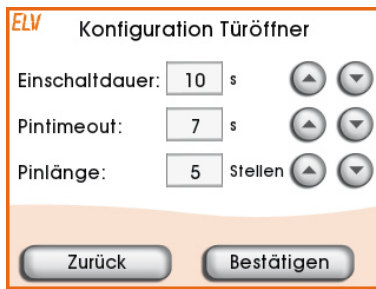 ELV
Konfiguration Türöffner
Einschaltdauer: 10 s
Pintimeout: 7 s
Pinlänge: 5 Stellen
Zurück Bestätigen